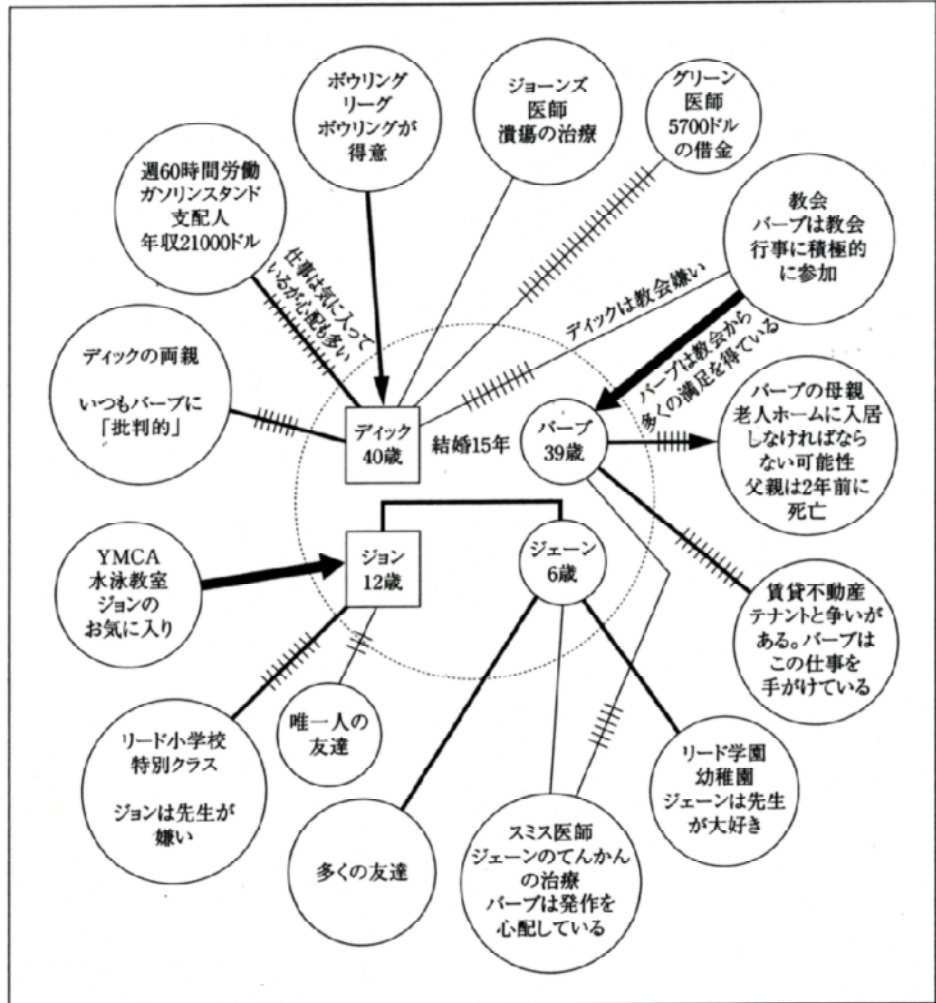 ボウリング
リーグ
ボウリングが
得意
ジョーンズ
医師
潰瘍の治療
グリーン
医師
5700ドル
の借金
週60時間労働
ガソリンスタンド
支配人
年収21000ドル
教会
バーブは教会
行事に積極的
に参加
仕事は気に入って
いるが心配も多い
ディックは教会嫌い
バーブは教会から
多くの満足を得ている
ディックの両親
いつもバーブに
「批判的」
ディック
40歳
結婚15年
バーブ
39歳
バーブの母親
老人ホームに入居
しなければなら
ない可能性
父親は2年前に
死亡
YMCA
水泳教室
ジョンの
お気に入り
ジョン
12歳
ジェーン
6歳
賃貸不動産
テナントと争いが
ある。バーブは
この仕事を
手がけている
リード小学校
特別クラス
ジョンは先生が
嫌い
唯一人の
友達
多くの友達
スミス医師
ジェーンのてんかん
の治療
バーブは発作を
心配している
リード学園
幼稚園
ジェーンは先生
が大好き